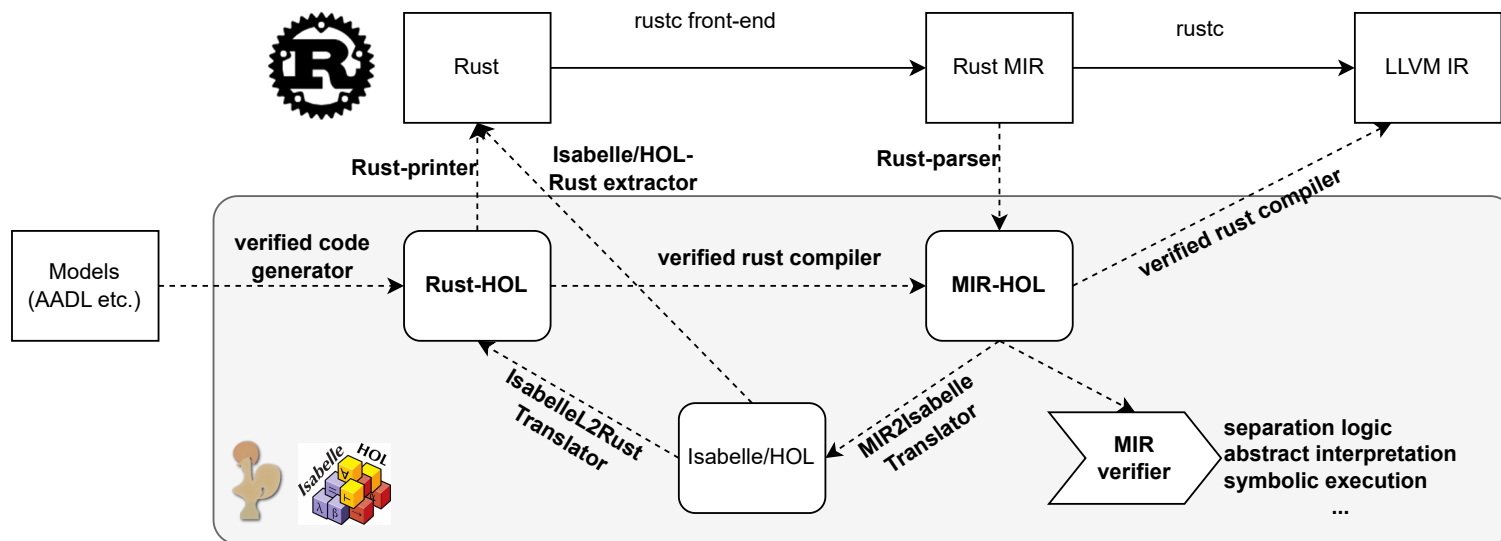 rustc front-end
rustc
R
Rust
Rust MIR
LLVM IR
Rust-printer
Isabelle/HOL-
Rust extractor
Rust-parser
verified rust compiler
Models
(AADL etc.)
verified code
generator
Rust-HOL
verified rust compiler
MIR-HOL
IsabelleL2Rust
Translator
Isabelle/HOL
MIR2Isabelle
Translator
MIR
verifier
separation logic
abstract interpretation
symbolic execution
...
Isabelle
HOL
λ
β
∀